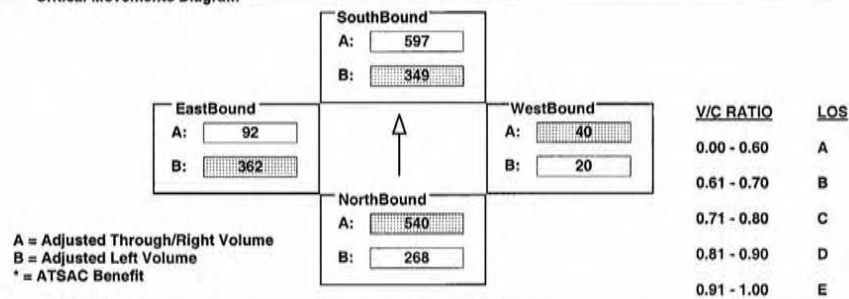 Critical Movements Diagram
SouthBound
A: 597
B: 349
EastBound
A: 92
B: 362
WestBound
A: 40
B: 20
NorthBound
A: 540
B: 268
A = Adjusted Through/Right Volume
B = Adjusted Left Volume
* = ATSAC Benefit
V/C RATIO LOS
0.00 - 0.60 A
0.61 - 0.70 B
0.71 - 0.80 C
0.81 - 0.90 D
0.91 - 1.00 E